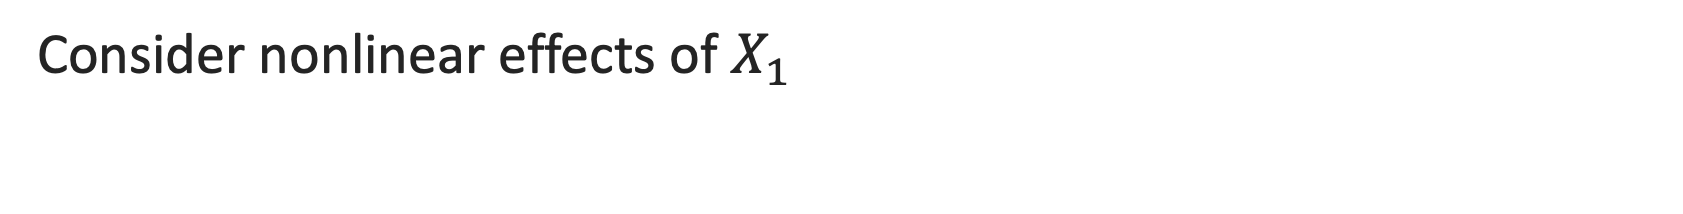 Consider nonlinear effects of X₁